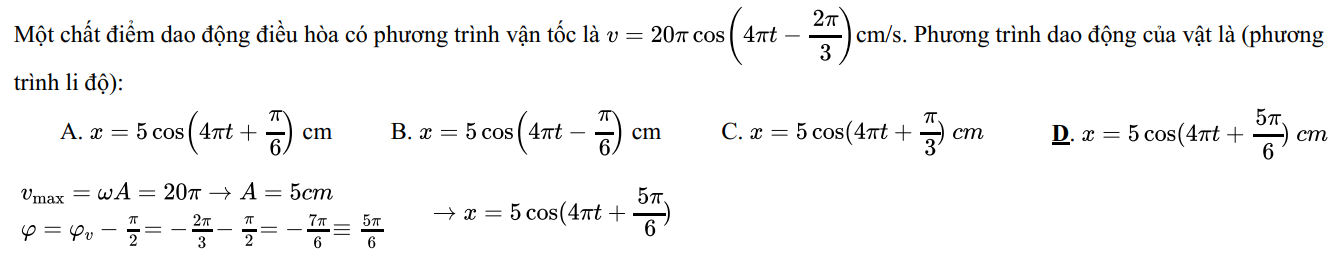 Một chất điểm dao động điều hòa có phương trình vận tốc là v = 20π cos(4πt − 2π/3) cm/s. Phương trình dao động của vật là (phương
trình li độ):
A. x = 5 cos(4πt + π/6) cm B. x = 5 cos(4πt − π/6) cm C. x = 5 cos(4πt + π/3) cm D. x = 5 cos(4πt + 5π/6) cm
v_max = ωA = 20π → A = 5cm
φ = φ_v − π/2 = − 2π/3 − π/2 = − 7π/6 ≡ 5π/6
→ x = 5 cos(4πt + 5π/6)